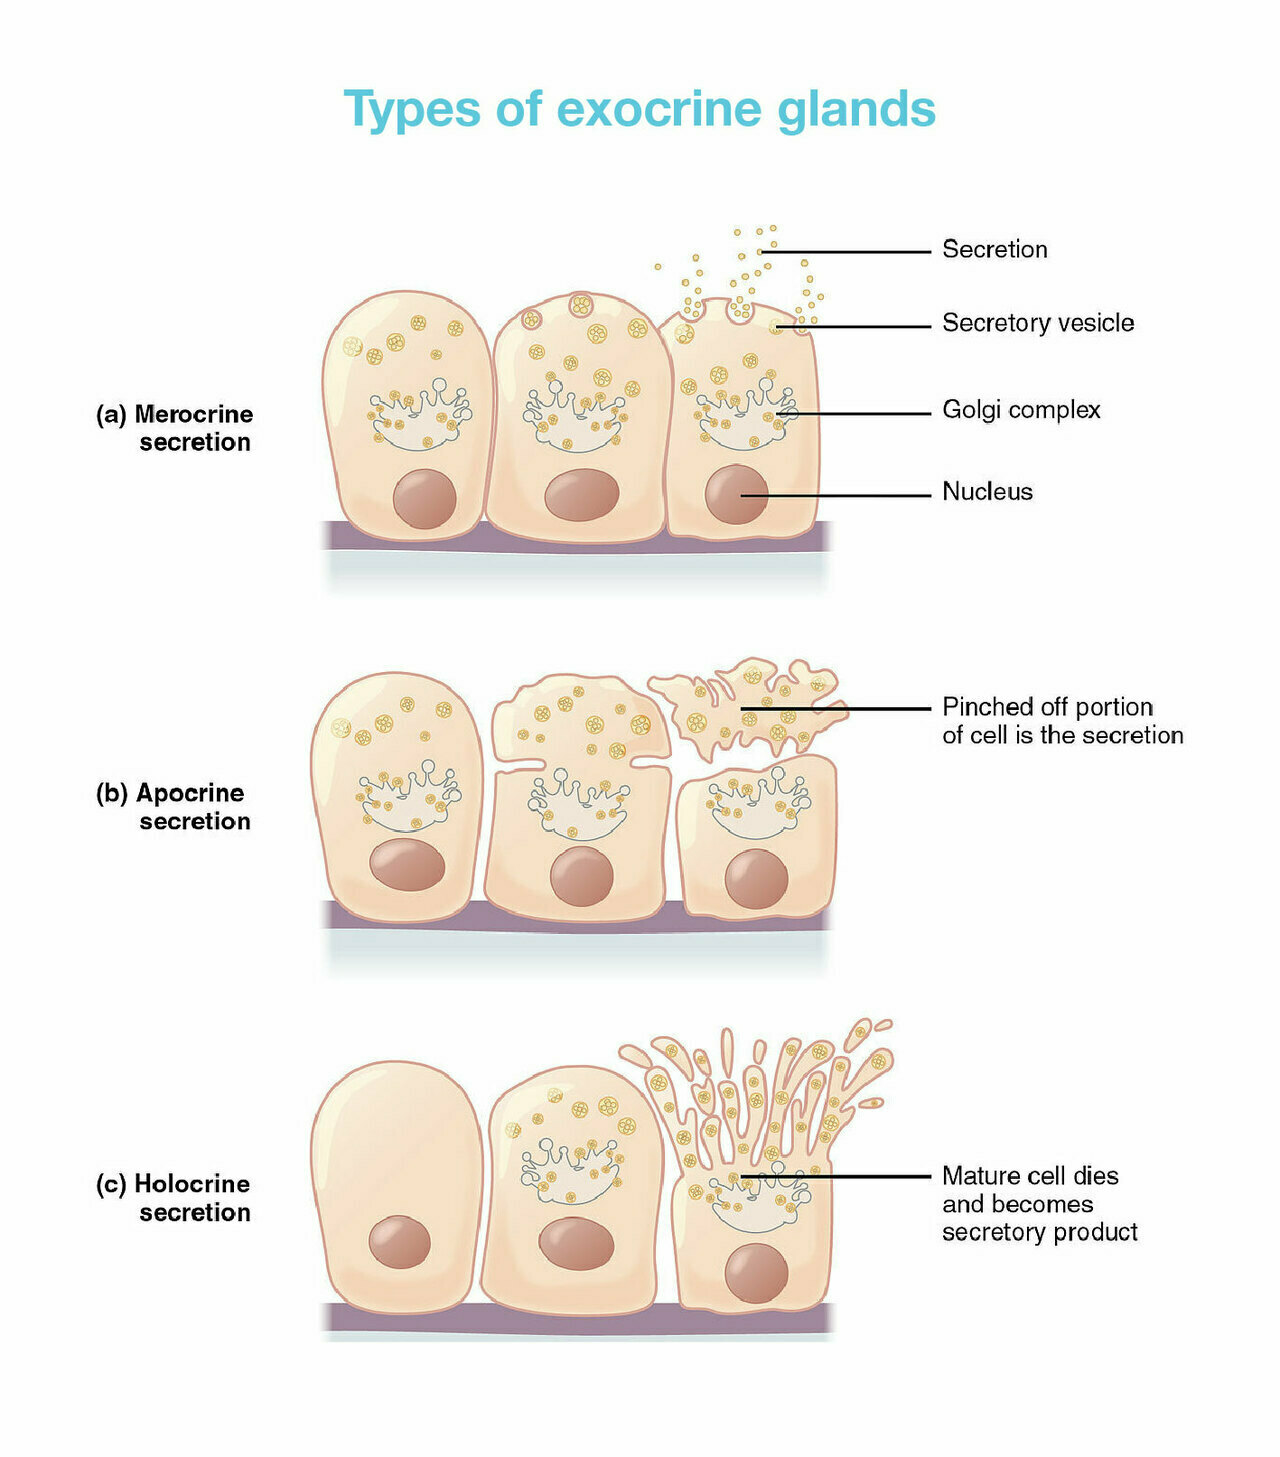 Types of exocrine glands
Secretion
Secretory vesicle
(a) Merocrine
secretion
Golgi complex
Nucleus
Pinched off portion
of cell is the secretion
(b) Apocrine
secretion
(c) Holocrine
secretion
Mature cell dies
and becomes
secretory product